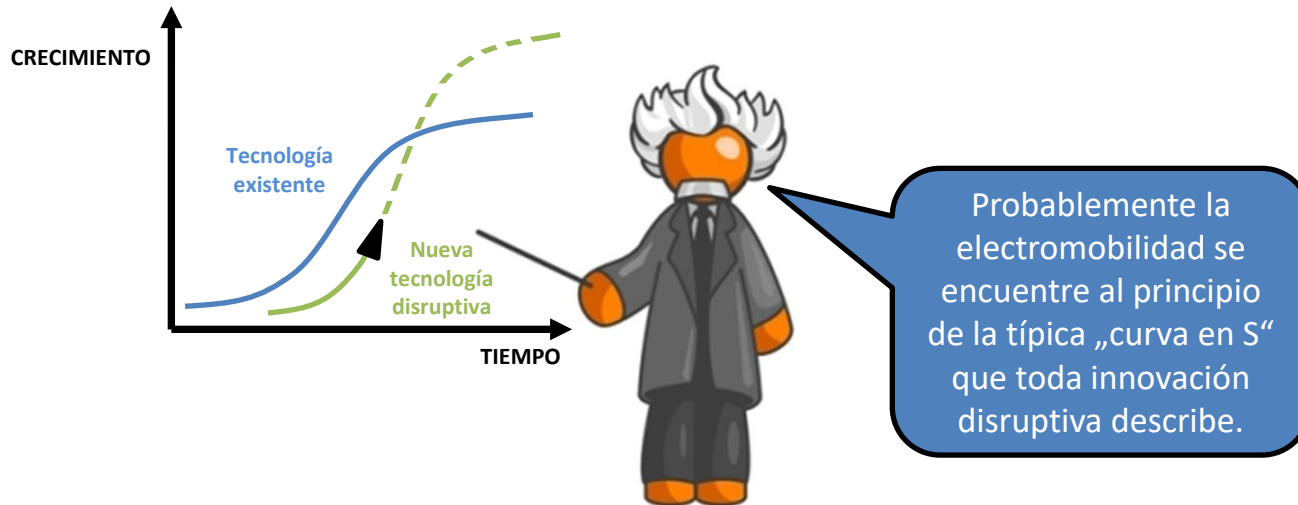 CRECIMIENTO
Tecnología
existente
Nueva
tecnología
disruptiva
TIEMPO
Probablemente la
electromobilidad se
encuentre al principio
de la típica „curva en S“
que toda innovación
disruptiva describe.